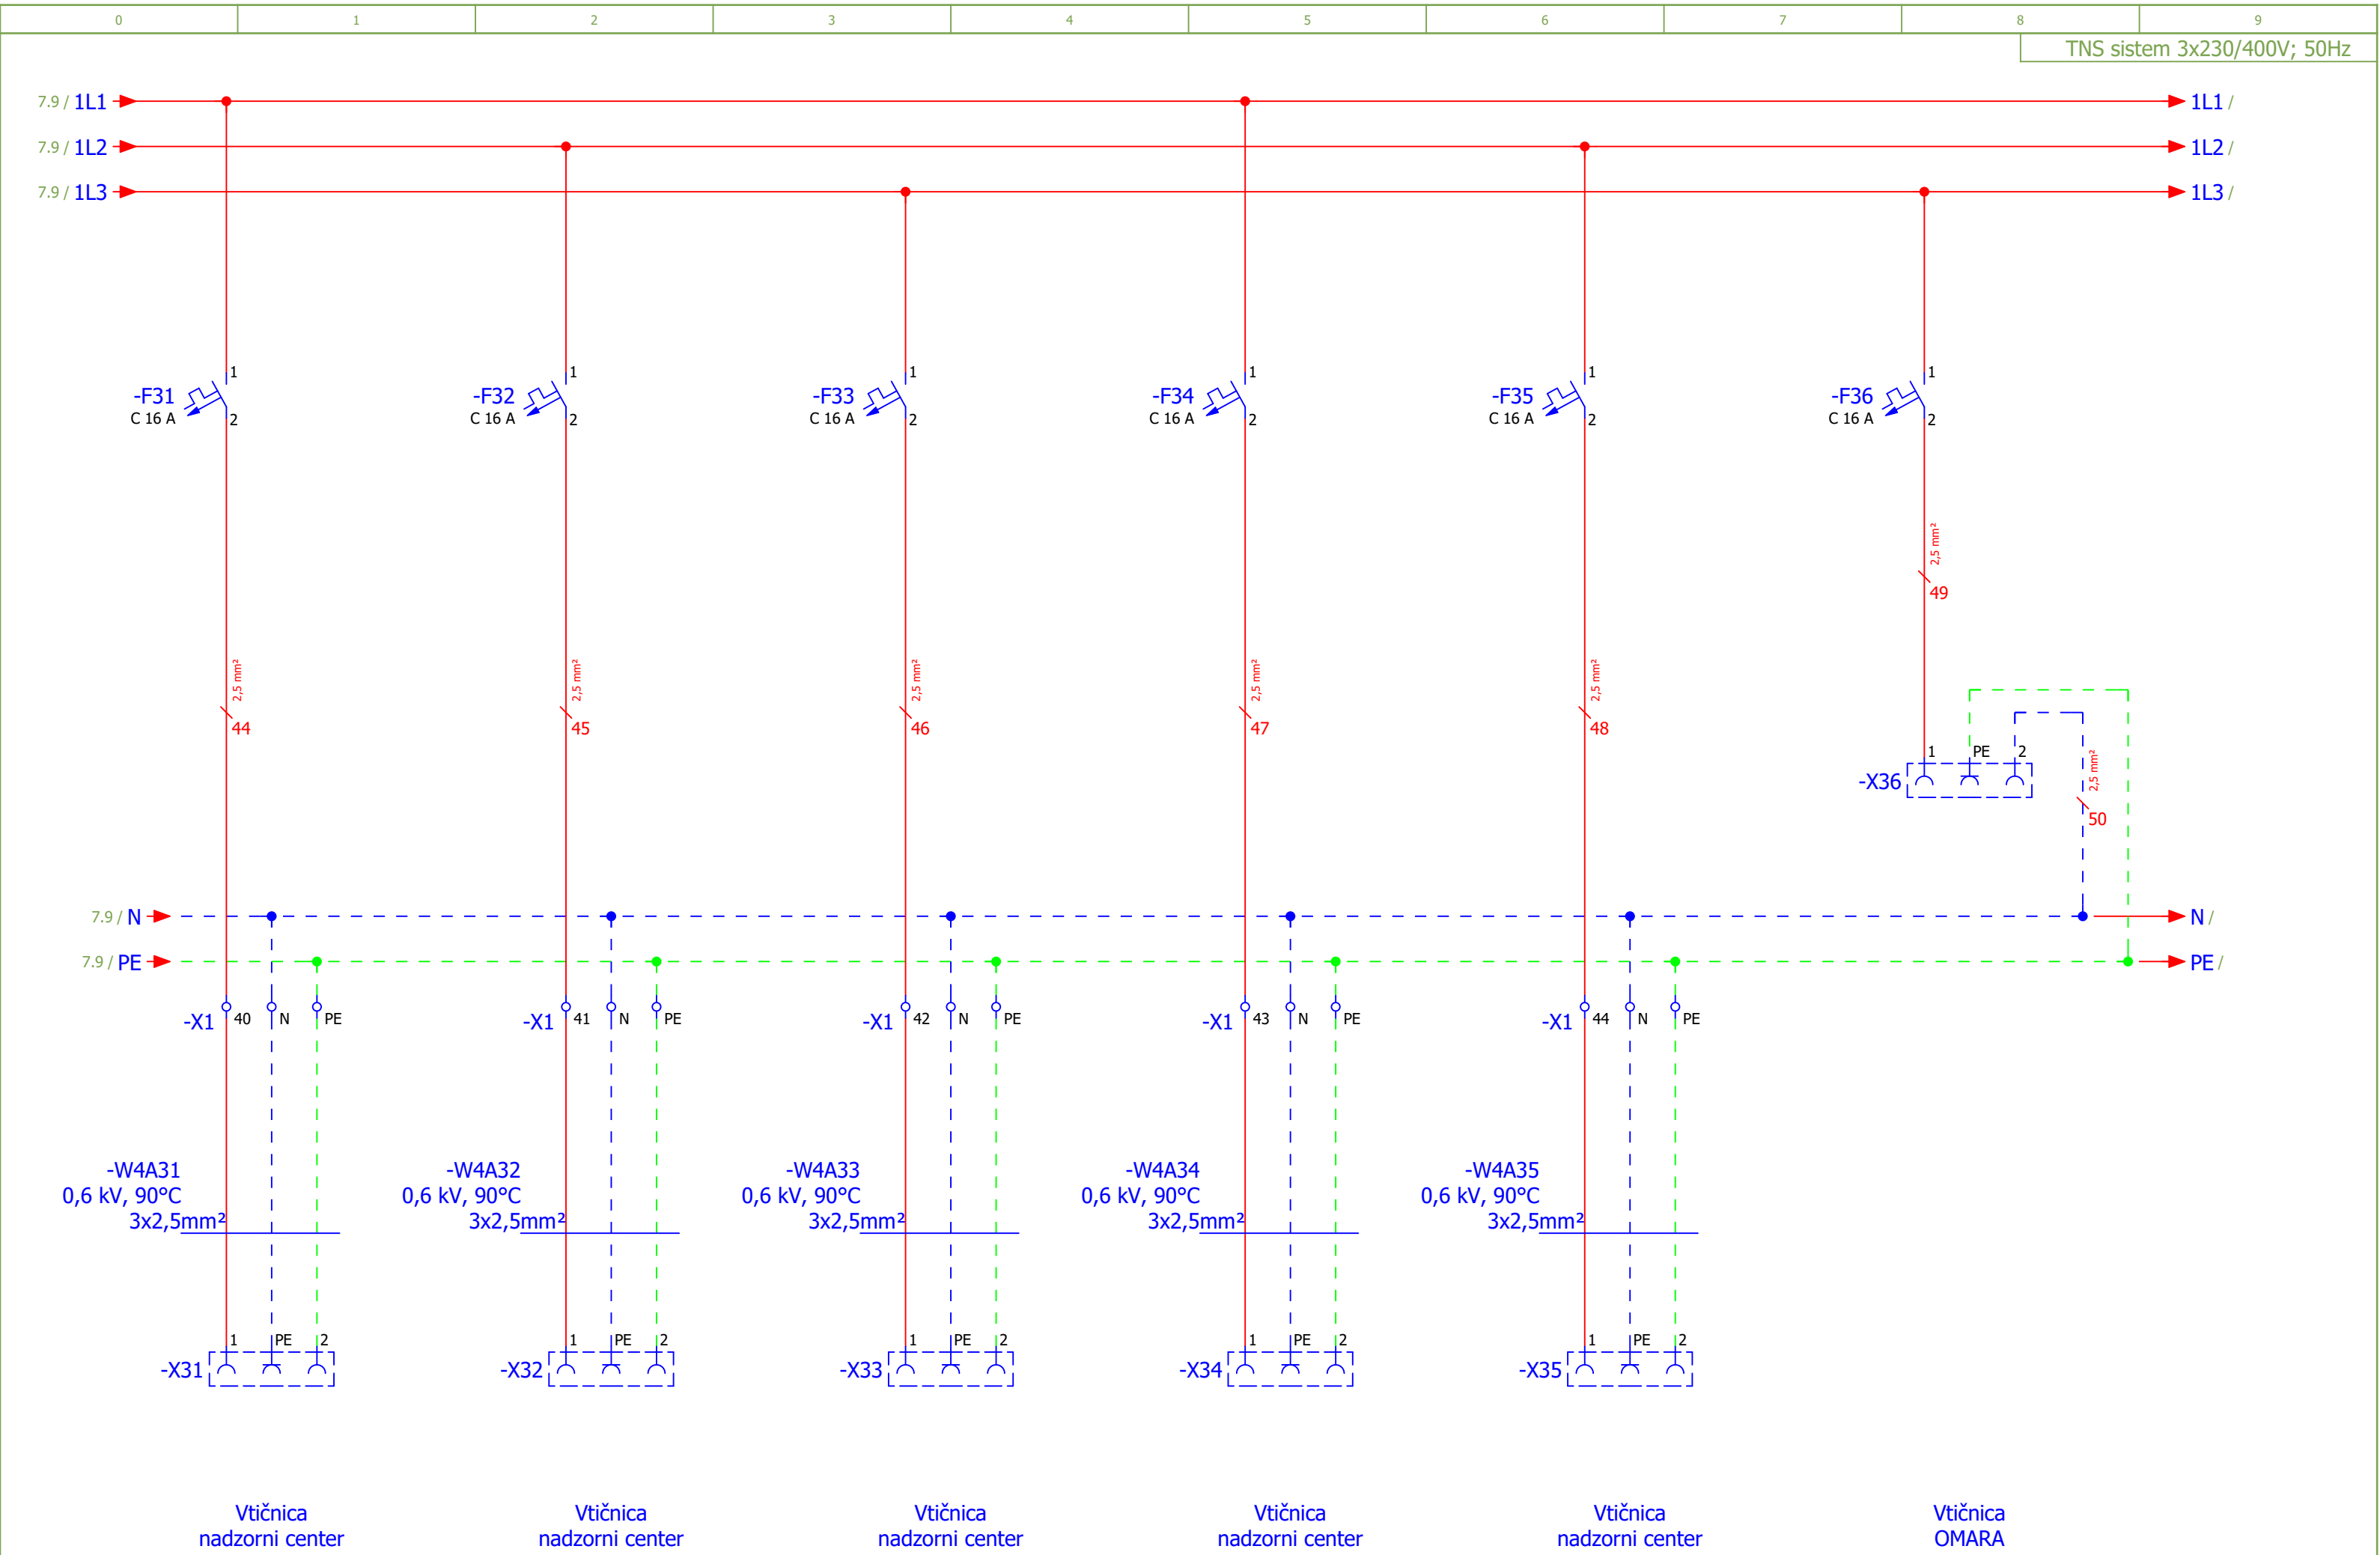 0 1 2 3 4 5 6 7 8 9
TNS sistem 3x230/400V; 50Hz
7.9 / 1L1 1L1 /
7.9 / 1L2 1L2 /
7.9 / 1L3 1L3 /
1 1 1 1 1 1
-F31 -F32 -F33 -F34 -F35 -F36
C 16 A C 16 A C 16 A C 16 A C 16 A C 16 A
2 2 2 2 2 2
2,5 mm²
49
2,5 mm² 2,5 mm² 2,5 mm² 2,5 mm² 2,5 mm²
44 45 46 47 48
1 PE 2
-X36
2,5 mm²
50
7.9 / N N /
7.9 / PE PE /
-X1 40 N PE -X1 41 N PE -X1 42 N PE -X1 43 N PE -X1 44 N PE
-W4A31 -W4A32 -W4A33 -W4A34 -W4A35
0,6 kV, 90°C 0,6 kV, 90°C 0,6 kV, 90°C 0,6 kV, 90°C 0,6 kV, 90°C
3x2,5mm² 3x2,5mm² 3x2,5mm² 3x2,5mm² 3x2,5mm²
1 PE 2 1 PE 2 1 PE 2 1 PE 2 1 PE 2
-X31 -X32 -X33 -X34 -X35
Vtičnica Vtičnica Vtičnica Vtičnica Vtičnica Vtičnica
nadzorni center nadzorni center nadzorni center nadzorni center nadzorni center OMARA